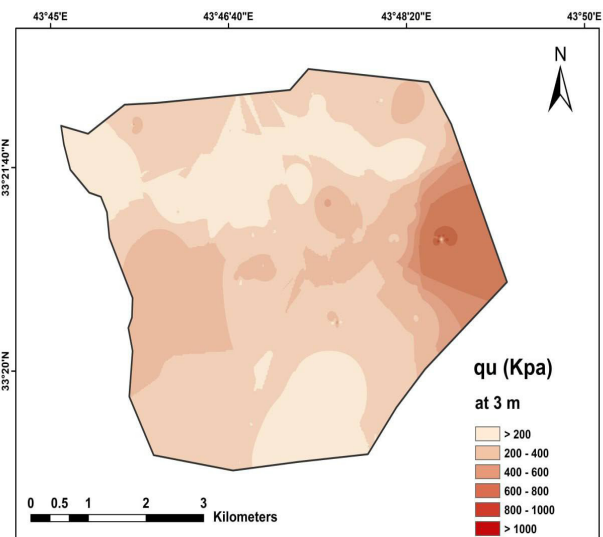 43°45'E 43°46'40"E 43°48'20"E 43°50'E
N
33°21'40"N
33°20'N
qu (Kpa)
at 3 m
> 200
200 - 400
400 - 600
600 - 800
800 - 1000
> 1000
0 0.5 1 2 3
Kilometers